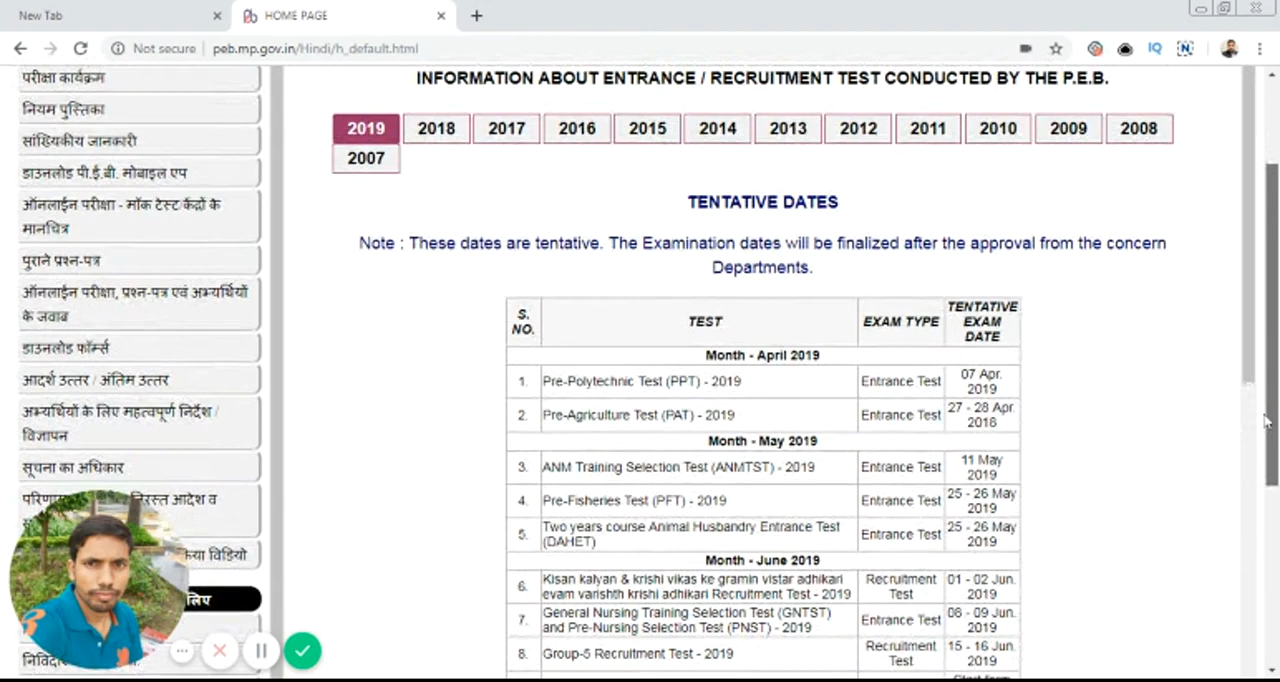 New Tab
HOME PAGE
Not secure
peb.mp.gov.in/Hindi/h_default.html
IQ
N
परीक्षा कार्यक्रम
नियम पुस्तिका
सांख्यिकीय जानकारी
डाउनलोड पी.ई.बी. मोबाइल एप
ऑनलाईन परीक्षा - मॉक टेस्ट/केंद्रों के
मानचित्र
पुराने प्रश्न-पत्र
ऑनलाईन परीक्षा, प्रश्न-पत्र एवं अभ्यर्थियों
के जवाब
डाउनलोड फॉर्म्स
आदर्श उत्तर / अंतिम उत्तर
अभ्यर्थियों के लिए महत्वपूर्ण निर्देश /
विज्ञापन
सूचना का अधिकार
निरस्त आदेश व
विडियो
लिए
INFORMATION ABOUT ENTRANCE / RECRUITMENT TEST CONDUCTED BY THE P.E.B.
2019 2018 2017 2016 2015 2014 2013 2012 2011 2010 2009 2008
2007
TENTATIVE DATES
Note : These dates are tentative. The Examination dates will be finalized after the approval from the concern
Departments.
S. NO. TEST EXAM TYPE TENTATIVE EXAM DATE
Month - April 2019
1. Pre-Polytechnic Test (PPT) - 2019 Entrance Test 07 Apr. 2019
2. Pre-Agriculture Test (PAT) - 2019 Entrance Test 27 - 28 Apr. 2018
Month - May 2019
3. ANM Training Selection Test (ANMTST) - 2019 Entrance Test 11 May 2019
4. Pre-Fisheries Test (PFT) - 2019 Entrance Test 25 - 26 May 2019
5. Two years course Animal Husbandry Entrance Test (DAHET) Entrance Test 25 - 26 May 2019
Month - June 2019
6. Kisan kalyan & krishi vikas ke gramin vistar adhikari evam varishth krishi adhikari Recruitment Test - 2019 Recruitment Test 01 - 02 Jun. 2019
7. General Nursing Training Selection Test (GNTST) and Pre-Nursing Selection Test (PNST) - 2019 Entrance Test 08 - 09 Jun. 2019
8. Group-5 Recruitment Test - 2019 Recruitment Test 15 - 16 Jun. 2019